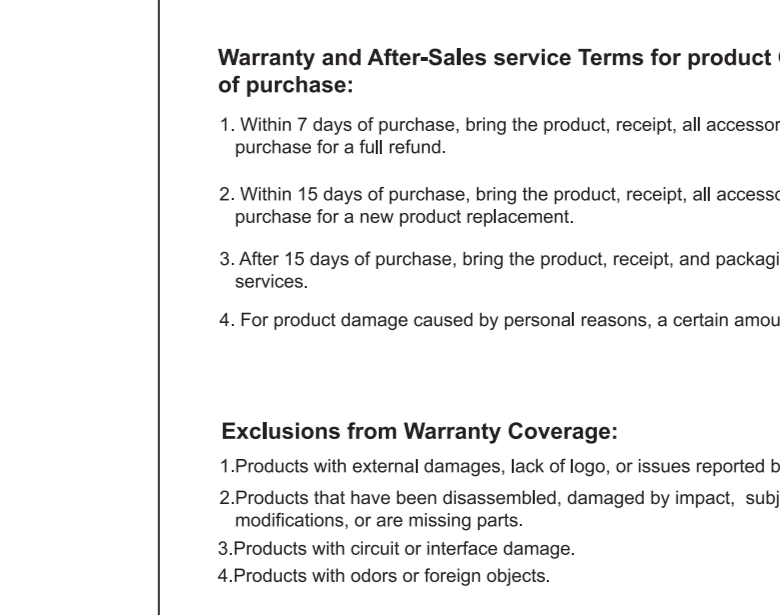 Warranty and After-Sales service Terms for product
of purchase:
1. Within 7 days of purchase, bring the product, receipt, all
purchase for a full refund.
2. Within 15 days of purchase, bring the product, receipt, all
purchase for a new product replacement.
3. After 15 days of purchase, bring the product, receipt, and
services.
4. For product damage caused by personal reasons, a certain
Exclusions from Warranty Coverage:
1.Products with external damages, lack of logo, or issues reported
2.Products that have been disassembled, damaged by impact,
modifications, or are missing parts.
3.Products with circuit or interface damage.
4.Products with odors or foreign objects.